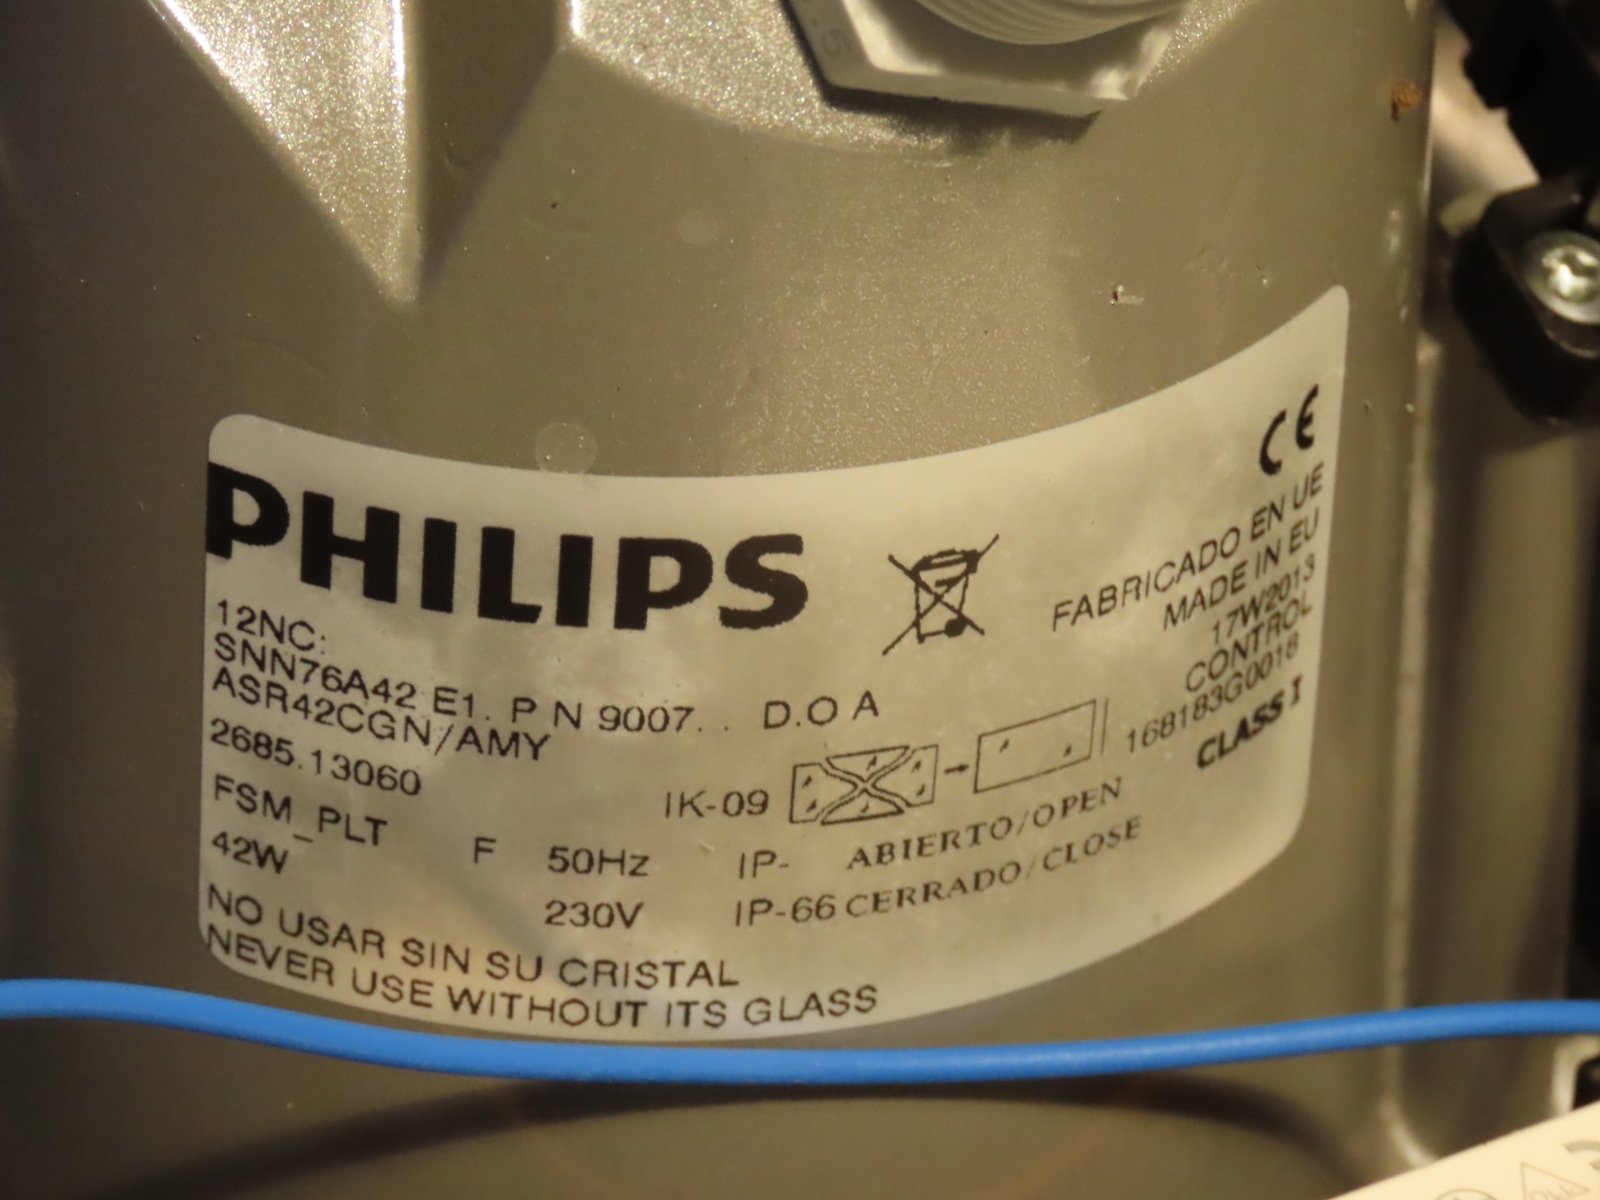 PHILIPS
12NC:
SNN76A42 E1. P N 9007. . D.O A
ASR42CGN/AMY
2685.13060
FSM_PLT F 50Hz
42W 230V
NO USAR SIN SU CRISTAL
NEVER USE WITHOUT ITS GLASS
IK-09
IP- ABIERTO/OPEN
IP-66 CERRADO/CLOSE
CE
FABRICADO EN UE
MADE IN EU
17W2013
CONTROL
168183G0018
CLASS I